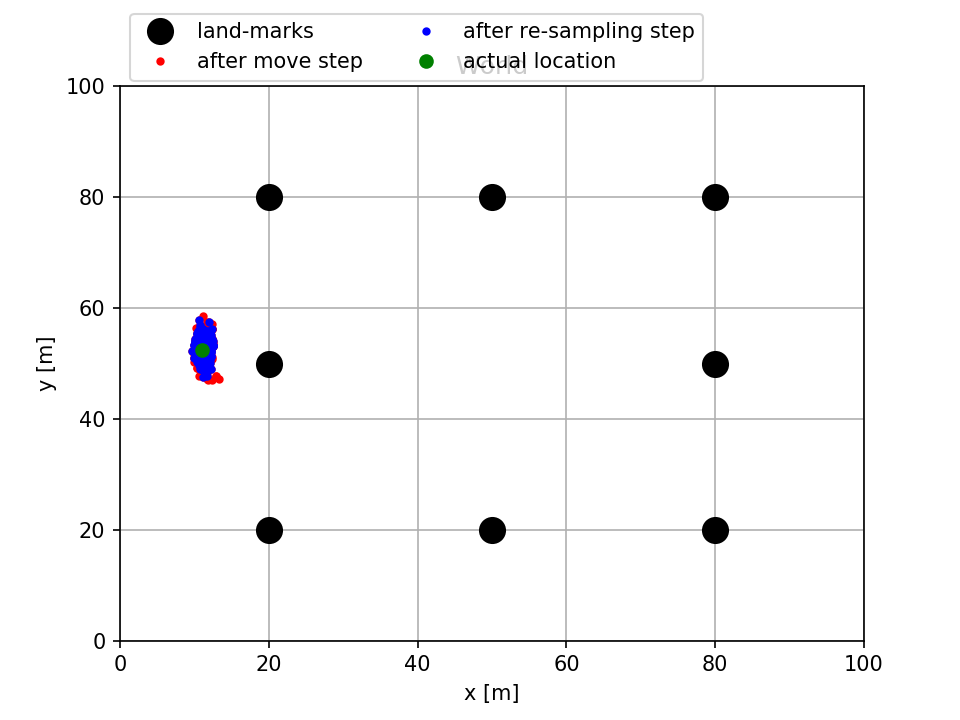 land-marks
after re-sampling step
after move step
actual location
World
100
80
60
40
20
0
y [m]
0 20 40 60 80 100
x [m]